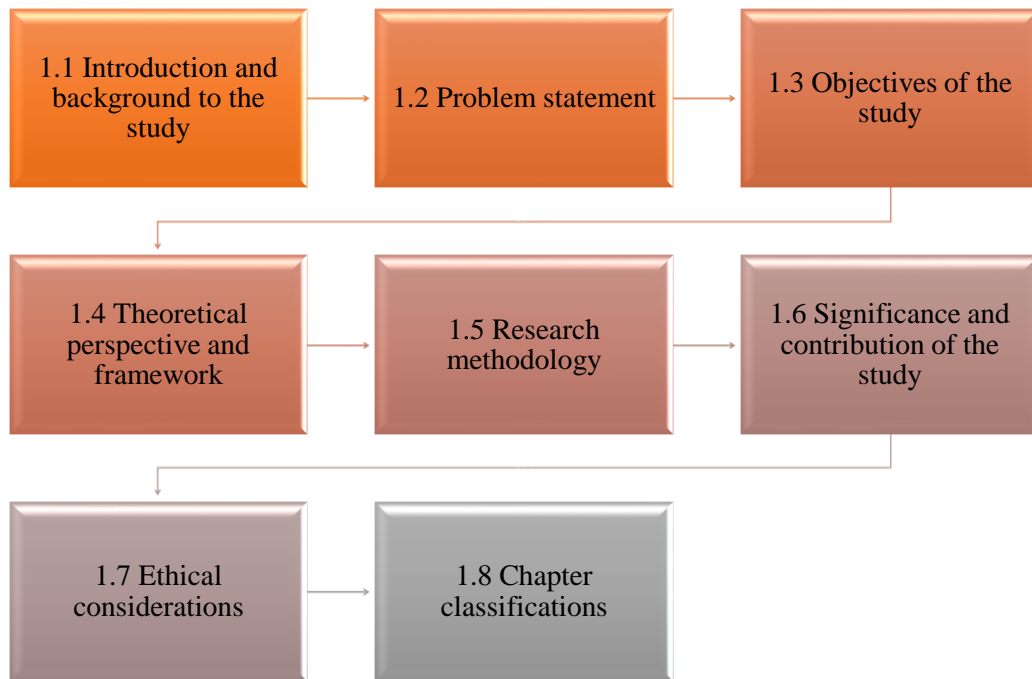 1.1 Introduction and
background to the
study
1.2 Problem statement
1.3 Objectives of the
study
1.4 Theoretical
perspective and
framework
1.5 Research
methodology
1.6 Significance and
contribution of the
study
1.7 Ethical
considerations
1.8 Chapter
classifications